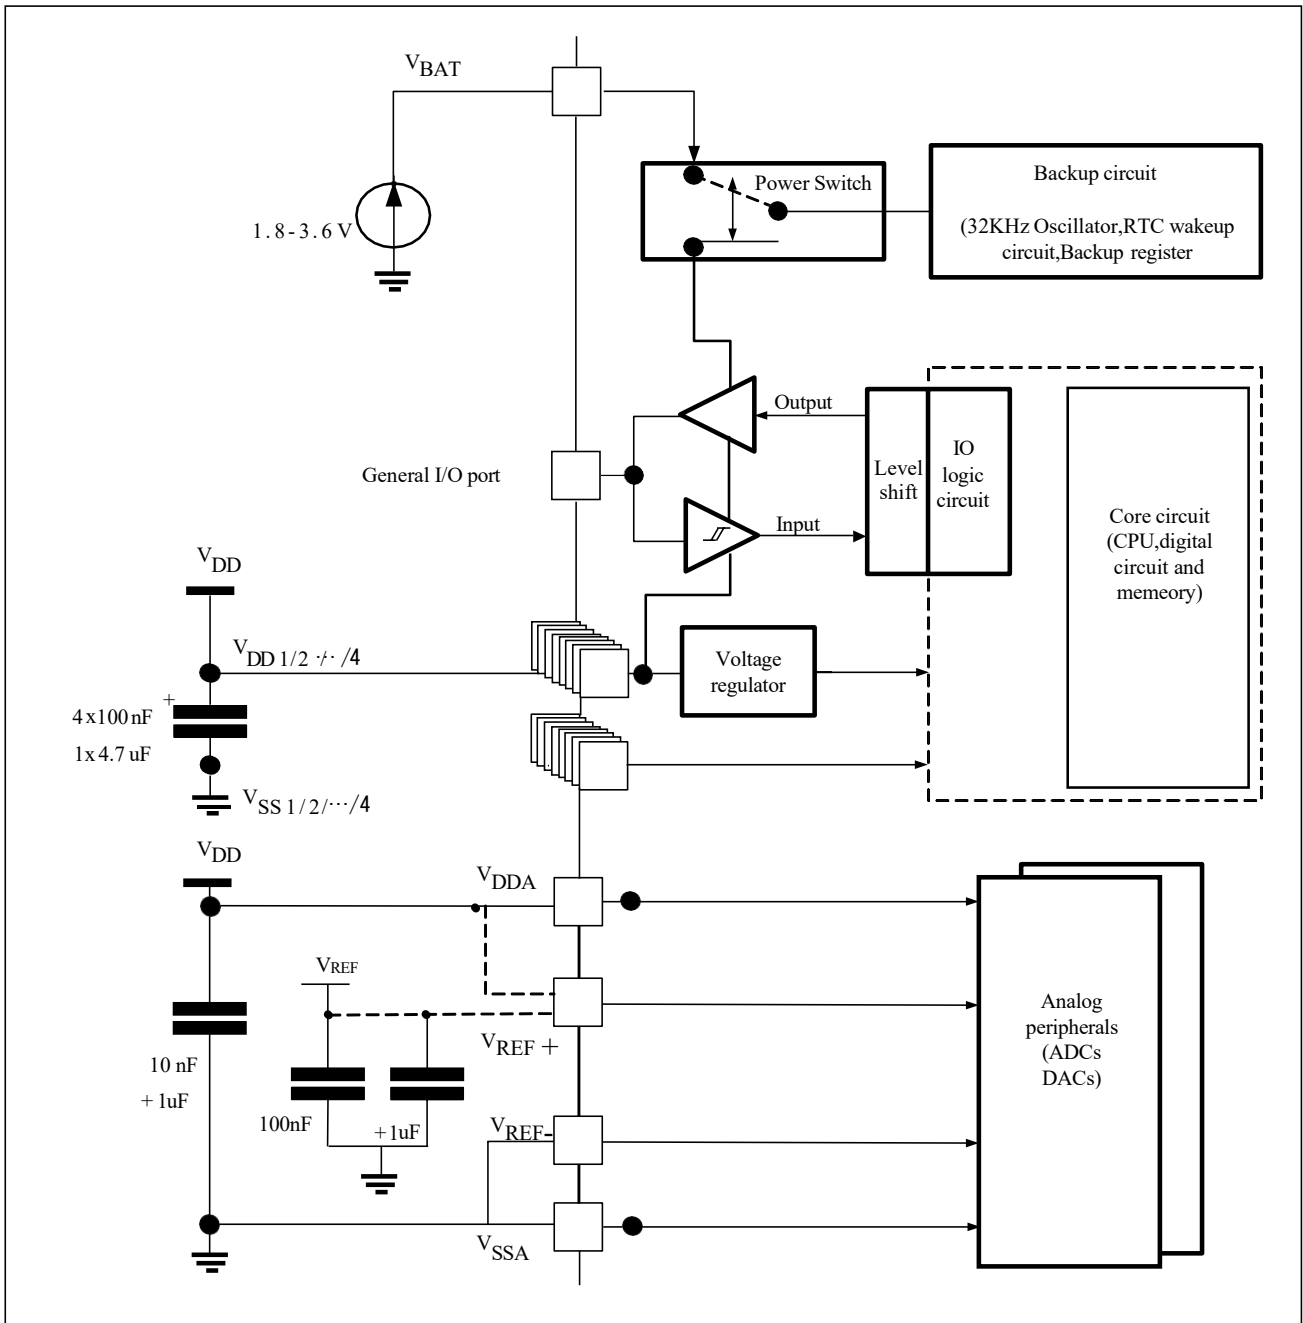 VBAT
1.8-3.6 V
Power Switch
Backup circuit
(32KHz Oscillator,RTC wakeup
circuit,Backup register
Output
General I/O port
Level
shift
IO
logic
circuit
Input
Core circuit
(CPU,digital
circuit and
memeory)
VDD
VDD 1/2 ·/· ·/4
Voltage
regulator
+
4x100 nF
1x 4.7 uF
VSS 1/2/···/4
VDD
VDDA
VREF
VREF +
10 nF
+ 1uF
100nF
+1uF
VREF-
VSSA
Analog
peripherals
(ADCs
DACs)